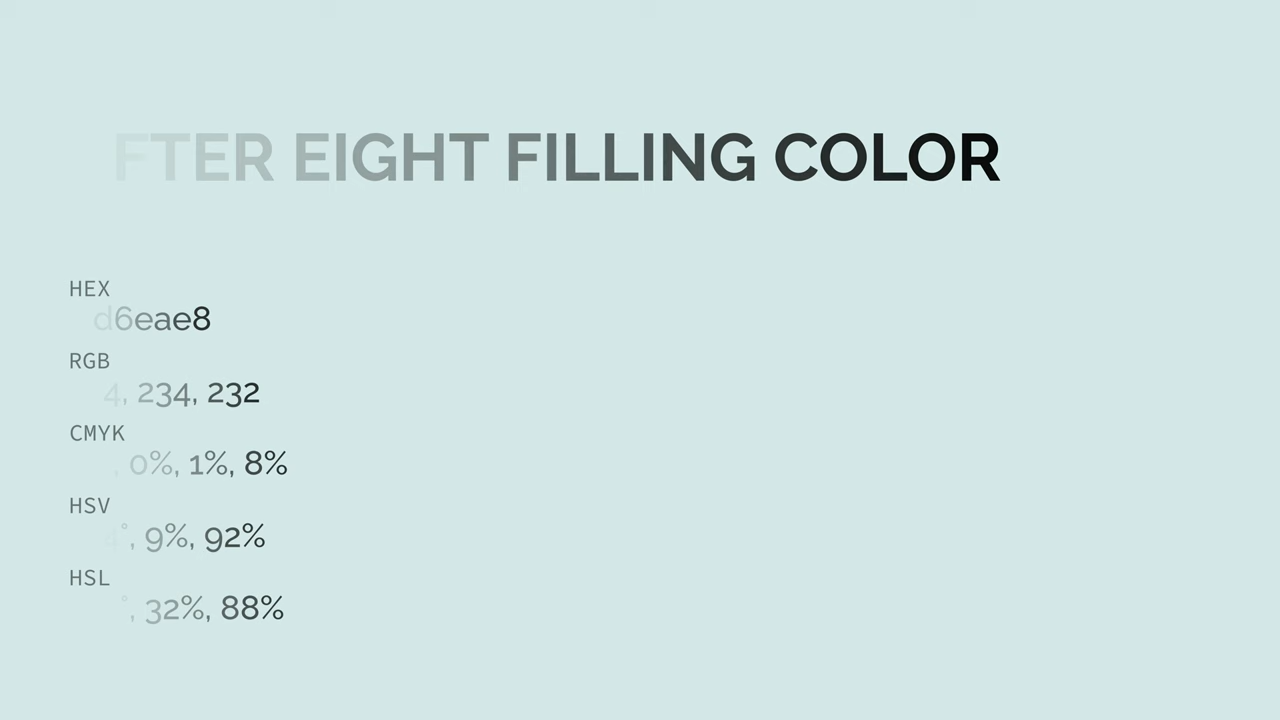 FTER EIGHT FILLING COLOR
HEX
d6eae8
RGB
4, 234, 232
CMYK
, 0%, 1%, 8%
HSV
4°, 9%, 92%
HSL
°, 32%, 88%